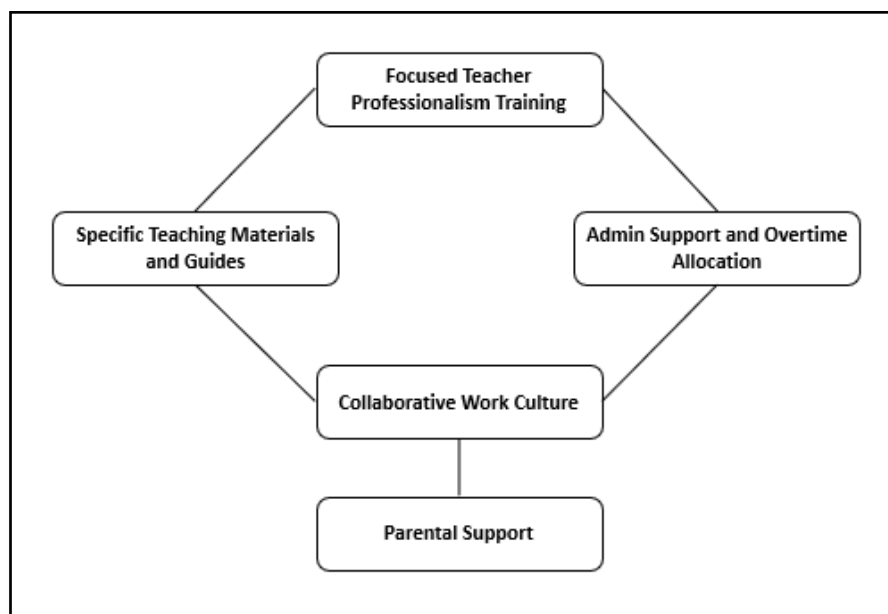 Focused Teacher
Professionalism Training
Specific Teaching Materials
and Guides
Admin Support and Overtime
Allocation
Collaborative Work Culture
Parental Support